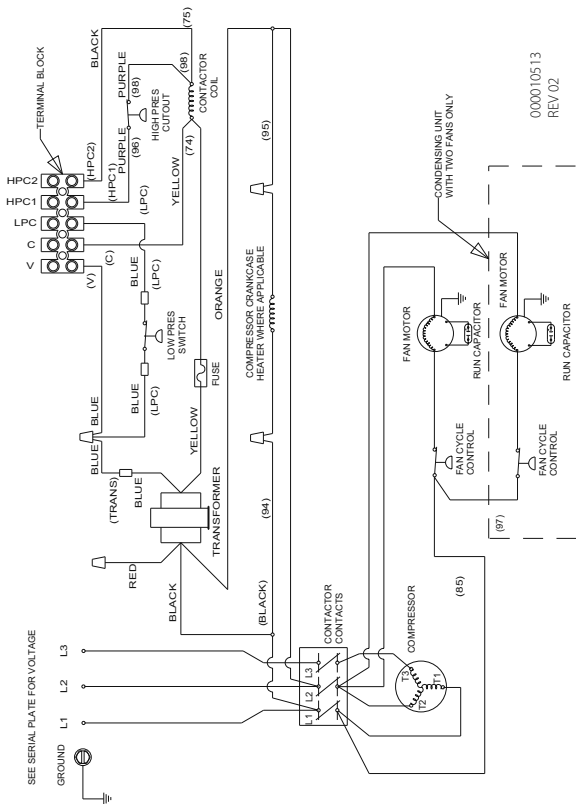 SEE SERIAL PLATE FOR VOLTAGE
GROUND
L1
L2
L3
RED
BLACK
(TRANS)
BLUE
TRANSFORMER
BLUE
BLUE
(V)
(C)
V
C
LPC
HPC1
HPC2
TERMINAL BLOCK
BLUE
(LPC)
(LPC)
BLUE
(LPC)
LOW PRES
SWITCH
YELLOW
FUSE
ORANGE
YELLOW
(74)
(HPC1)
(HPC2)
PURPLE
(96)
PURPLE
(98)
HIGH PRES
CUTOUT
BLACK
(75)
(98)
CONTACTOR
COIL
(BLACK)
(94)
COMPRESSOR CRANKCASE
HEATER WHERE APPLICABLE
(95)
CONTACTOR
CONTACTS
L1
L2
L3
COMPRESSOR
T3
T2
T1
(85)
FAN CYCLE
CONTROL
FAN MOTOR
RUN CAPACITOR
(97)
FAN CYCLE
CONTROL
FAN MOTOR
RUN CAPACITOR
CONDENSING UNIT
WITH TWO FANS ONLY
000010513
REV 02